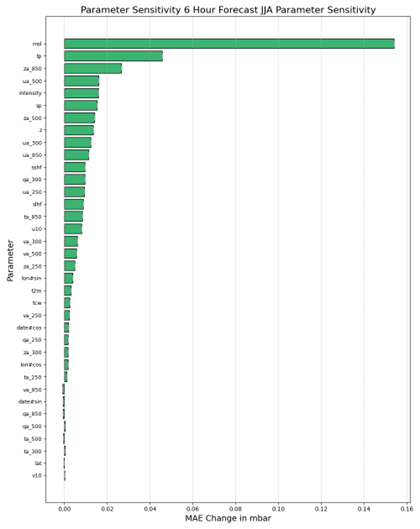 Parameter Sensitivity 6 Hour Forecast JJA Parameter Sensitivity
msl
tp
za_850
ua_500
intensity
sp
za_500
z
ua_300
ua_850
sshf
qa_300
ua_250
slhf
ta_850
u10
va_300
va_500
za_250
lon#sin
t2m
tcw
va_250
date#cos
qa_250
za_300
lon#cos
ta_250
va_850
date#sin
qa_850
qa_500
ta_500
ta_300
lat
v10
Parameter
0.00 0.02 0.04 0.06 0.08 0.10 0.12 0.14 0.16
MAE Change in mbar